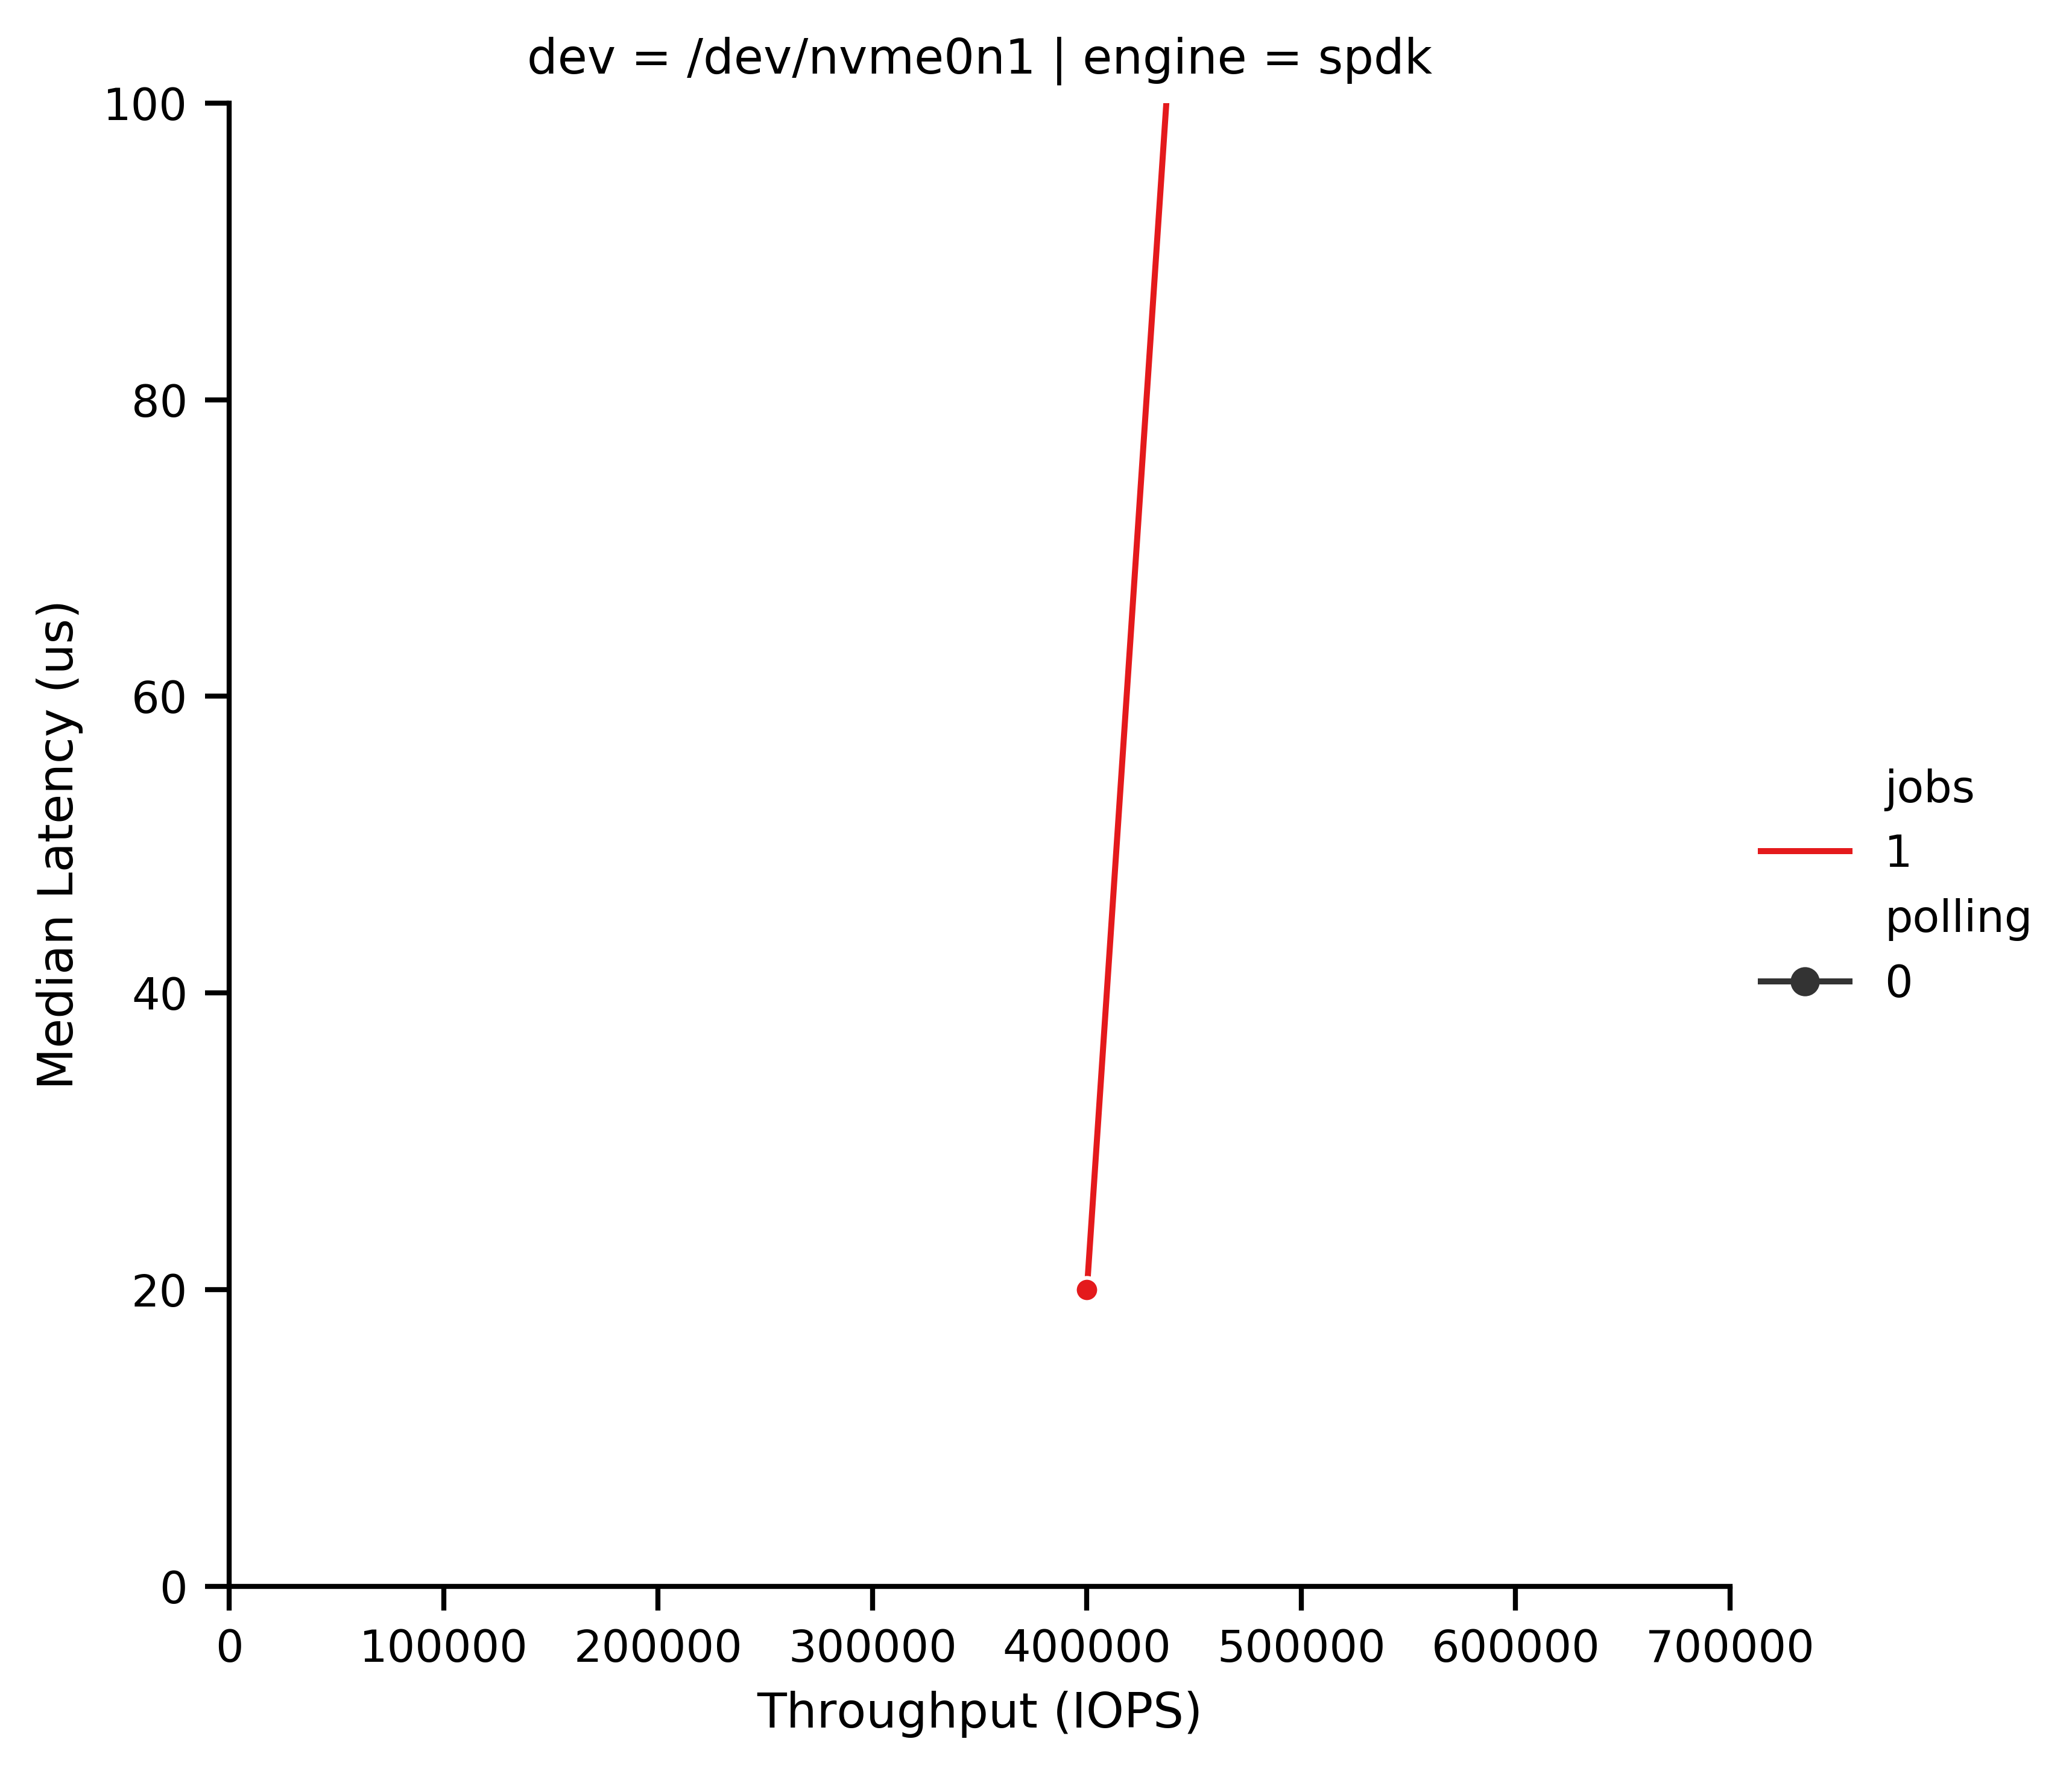 dev = /dev/nvme0n1 | engine = spdk
100
80
60
40
20
0
Median Latency (us)
0 100000 200000 300000 400000 500000 600000 700000
Throughput (IOPS)
jobs
1
polling
0